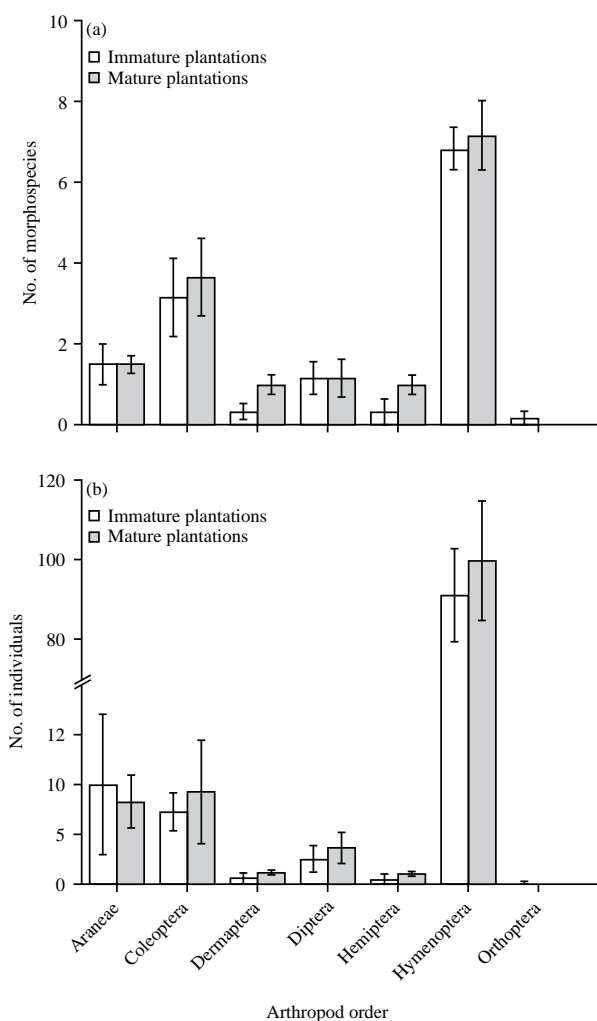 (a)
Immature plantations
Mature plantations
No. of morphospecies
10
8
6
4
2
0
(b)
Immature plantations
Mature plantations
No. of individuals
120
100
80
12
10
5
0
Araneae
Coleoptera
Dermaptera
Diptera
Hemiptera
Hymenoptera
Orthoptera
Arthropod order